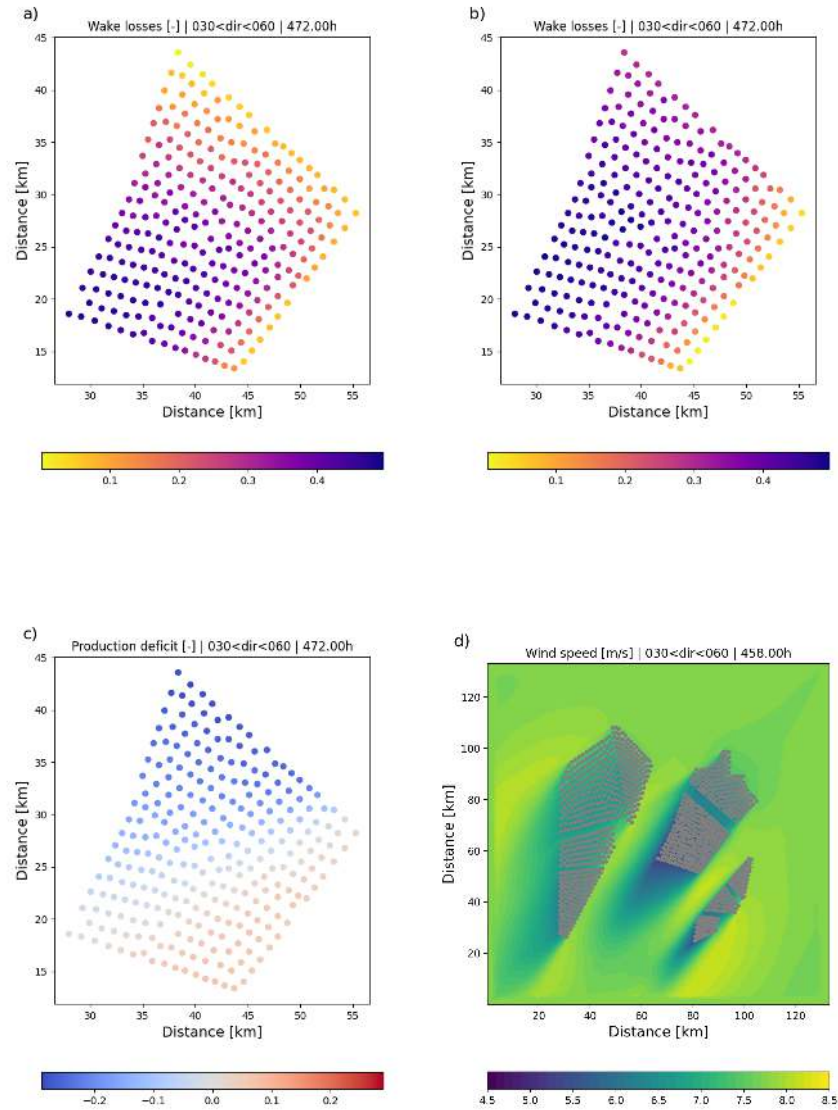 a)
Wake losses [-] | 030<dir<060 | 472.00h
45
40
35
30
25
20
15
Distance [km]
30 35 40 45 50 55
Distance [km]
0.1 0.2 0.3 0.4
b)
Wake losses [-] | 030<dir<060 | 472.00h
45
40
35
30
25
20
15
Distance [km]
30 35 40 45 50 55
Distance [km]
0.1 0.2 0.3 0.4
c)
Production deficit [-] | 030<dir<060 | 472.00h
45
40
35
30
25
20
15
Distance [km]
30 35 40 45 50 55
Distance [km]
−0.2 −0.1 0.0 0.1 0.2
d)
Wind speed [m/s] | 030<dir<060 | 458.00h
120
100
80
60
40
20
Distance [km]
20 40 60 80 100 120
Distance [km]
4.5 5.0 5.5 6.0 6.5 7.0 7.5 8.0 8.5